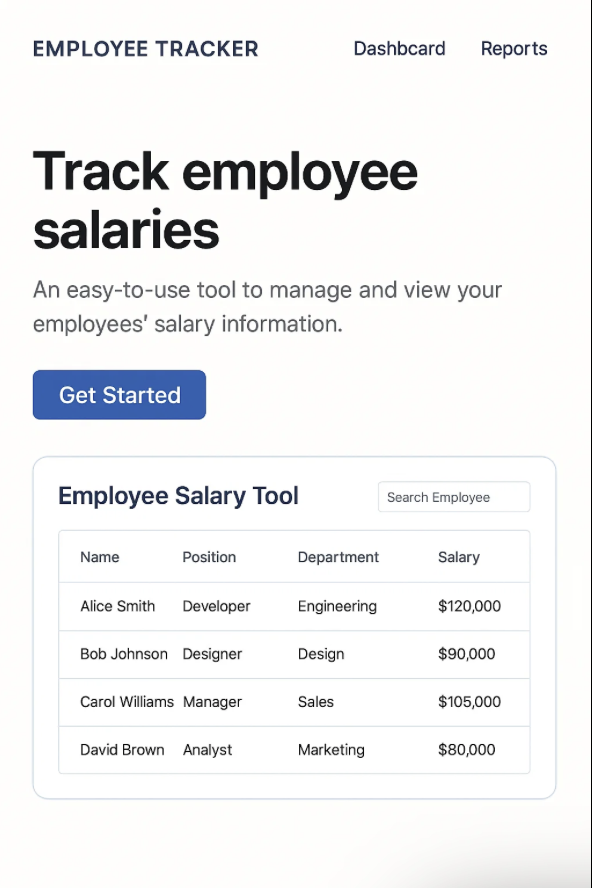 EMPLOYEE TRACKER Dashbcard Reports
Track employee
salaries
An easy-to-use tool to manage and view your
employees' salary information.
Get Started
Employee Salary Tool Search Employee
Name Position Department Salary
Alice Smith Developer Engineering $120,000
Bob Johnson Designer Design $90,000
Carol Williams Manager Sales $105,000
David Brown Analyst Marketing $80,000